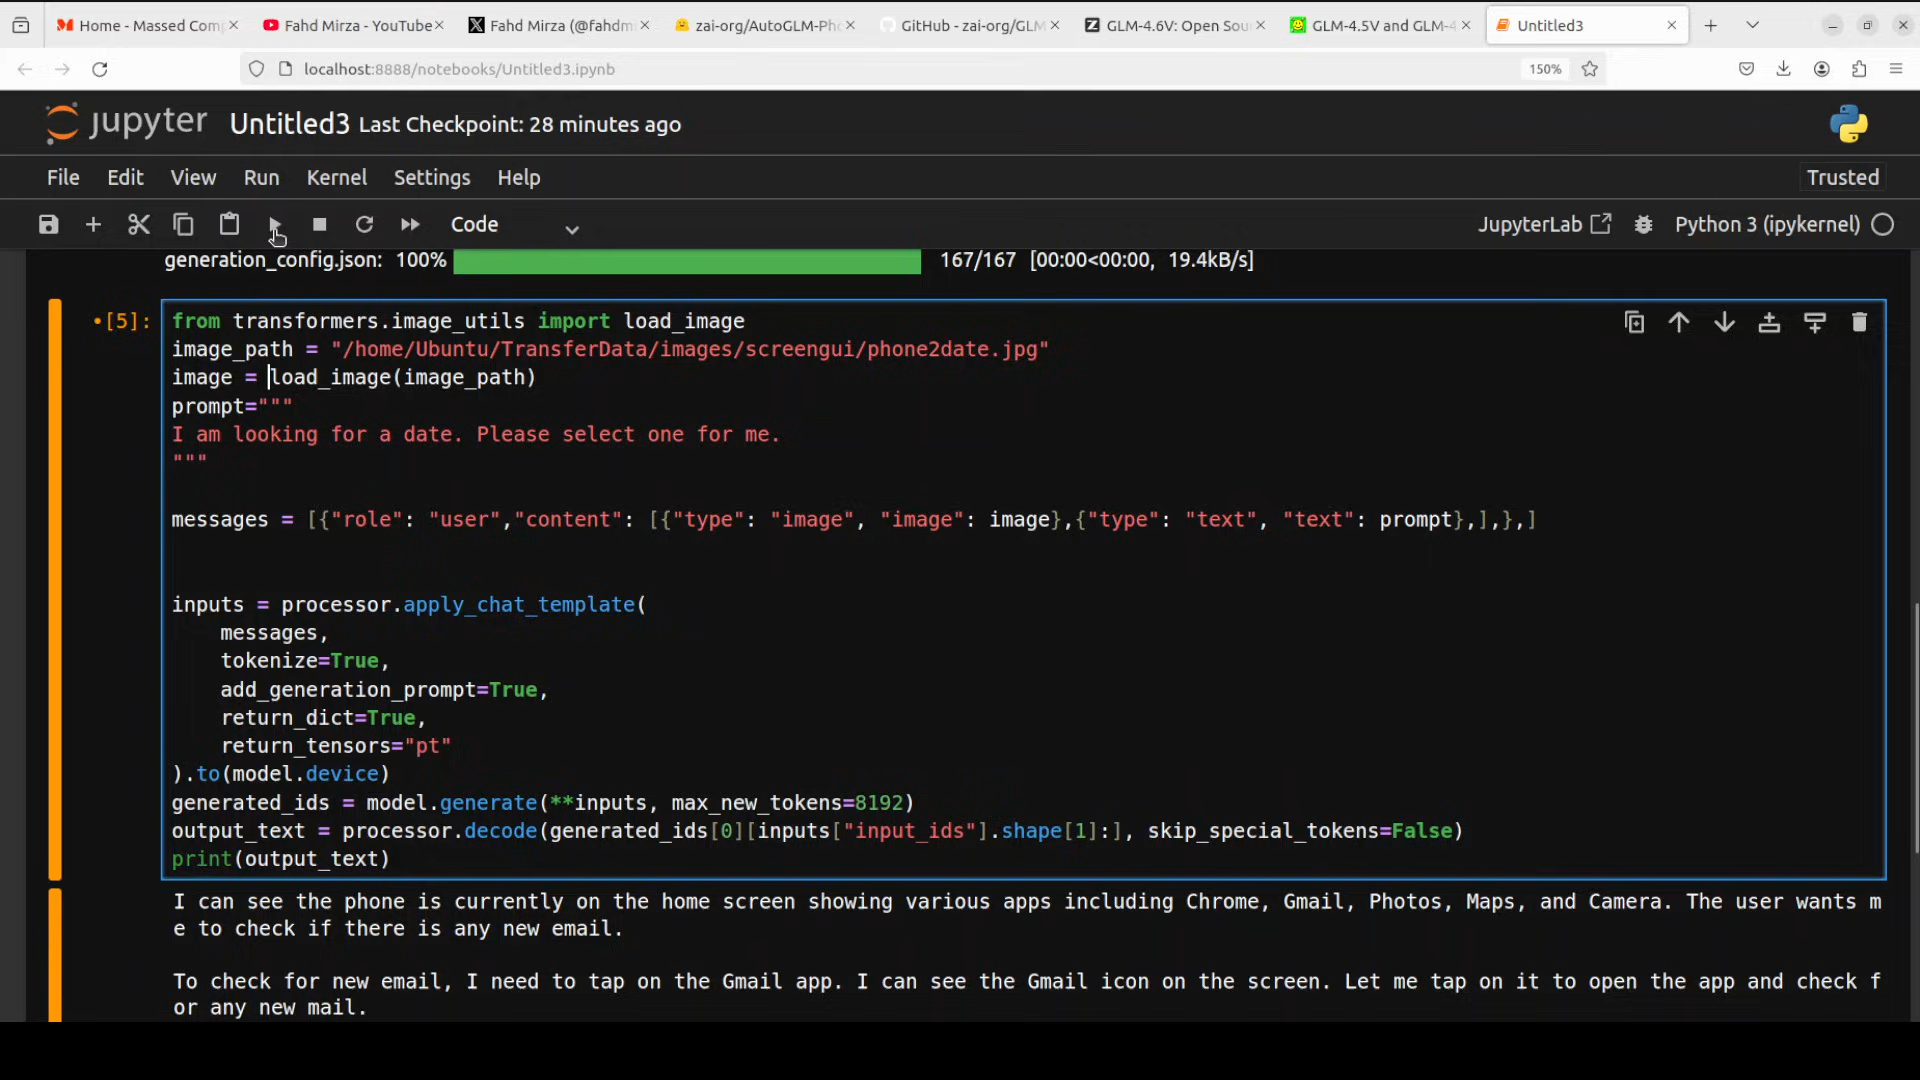 Home - Massed Com
Fahd Mirza - YouTube
Fahd Mirza (@fahdm
zai-org/AutoGLM-Pho
GitHub - zai-org/GLM
GLM-4.6V: Open Sou
GLM-4.5V and GLM-4
Untitled3
localhost:8888/notebooks/Untitled3.ipynb
150%
jupyter Untitled3 Last Checkpoint: 28 minutes ago
File Edit View Run Kernel Settings Help Trusted
Code JupyterLab Python 3 (ipykernel)
generation_config.json: 100% 167/167 [00:00<00:00, 19.4kB/s]
•[5]: from transformers.image_utils import load_image
image_path = "/home/Ubuntu/TransferData/images/screengui/phone2date.jpg"
image = load_image(image_path)
prompt="""
I am looking for a date. Please select one for me.
"""
messages = [{"role": "user","content": [{"type": "image", "image": image},{"type": "text", "text": prompt},],},]
inputs = processor.apply_chat_template(
messages,
tokenize=True,
add_generation_prompt=True,
return_dict=True,
return_tensors="pt"
).to(model.device)
generated_ids = model.generate(**inputs, max_new_tokens=8192)
output_text = processor.decode(generated_ids[0][inputs["input_ids"].shape[1]:], skip_special_tokens=False)
print(output_text)
I can see the phone is currently on the home screen showing various apps including Chrome, Gmail, Photos, Maps, and Camera. The user wants m
e to check if there is any new email.
To check for new email, I need to tap on the Gmail app. I can see the Gmail icon on the screen. Let me tap on it to open the app and check f
or any new mail.